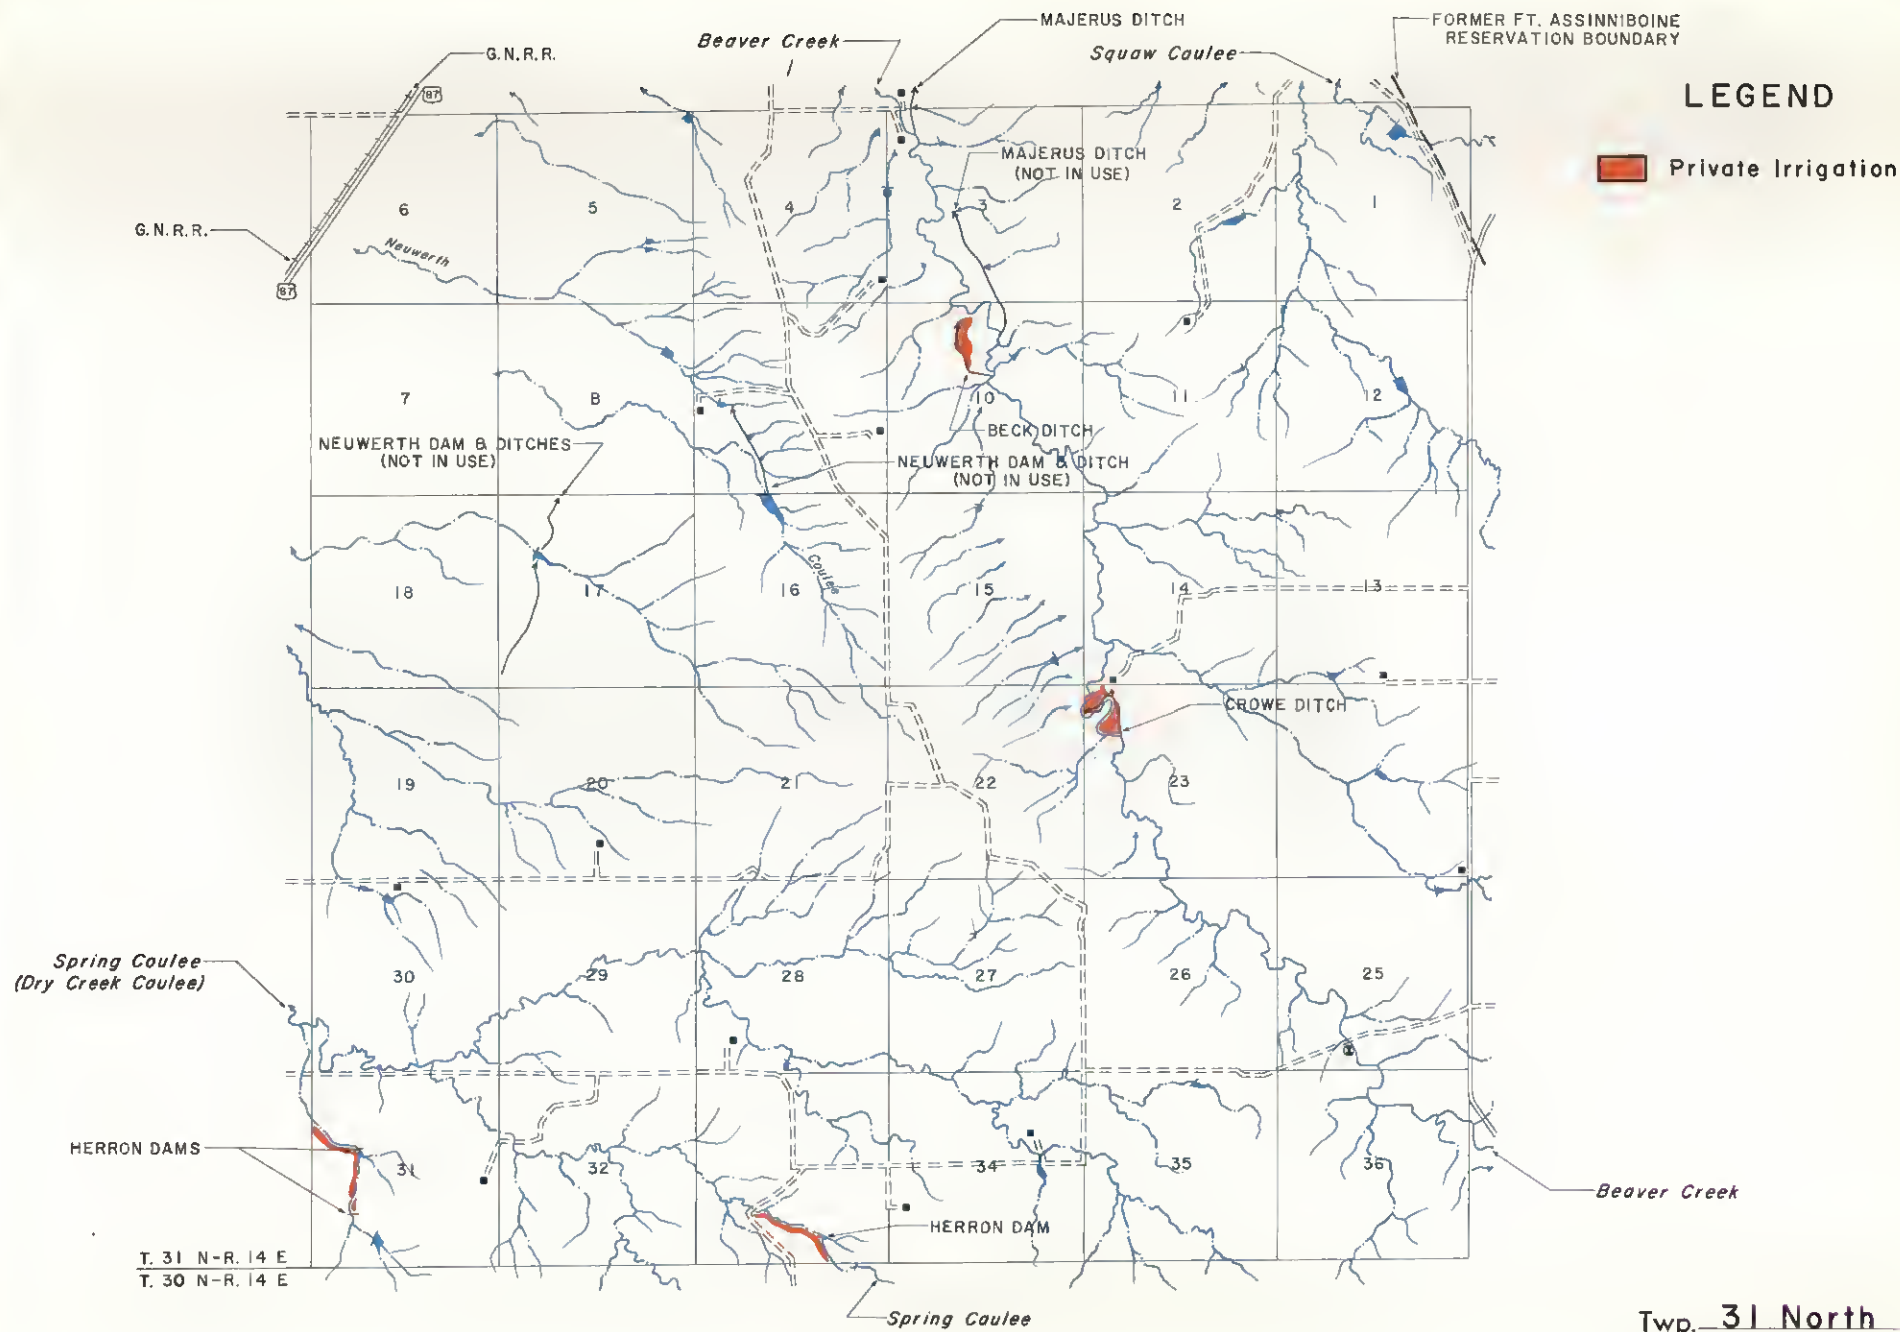 MAJERUS DITCH
FORMER FT. ASSINNIBOINE
RESERVATION BOUNDARY
Beaver Creek
G.N.R.R.
Squaw Coulee
87
LEGEND
MAJERUS DITCH
(NOT IN USE)
Private Irrigation
6
5
4
3
2
1
G.N.R.R.
Neuwerth
87
7
8
10
11
12
BECK DITCH
NEUWERTH DAM & DITCHES
(NOT IN USE)
NEUWERTH DAM & DITCH
(NOT IN USE)
Coulee
18
17
16
15
14
13
CROWE DITCH
19
20
21
22
23
Spring Coulee
(Dry Creek Coulee)
30
29
28
27
26
25
HERRON DAMS
31
32
34
35
36
Beaver Creek
HERRON DAM
T. 31 N-R. 14 E
T. 30 N-R. 14 E
Spring Coulee
Twp. 31 North